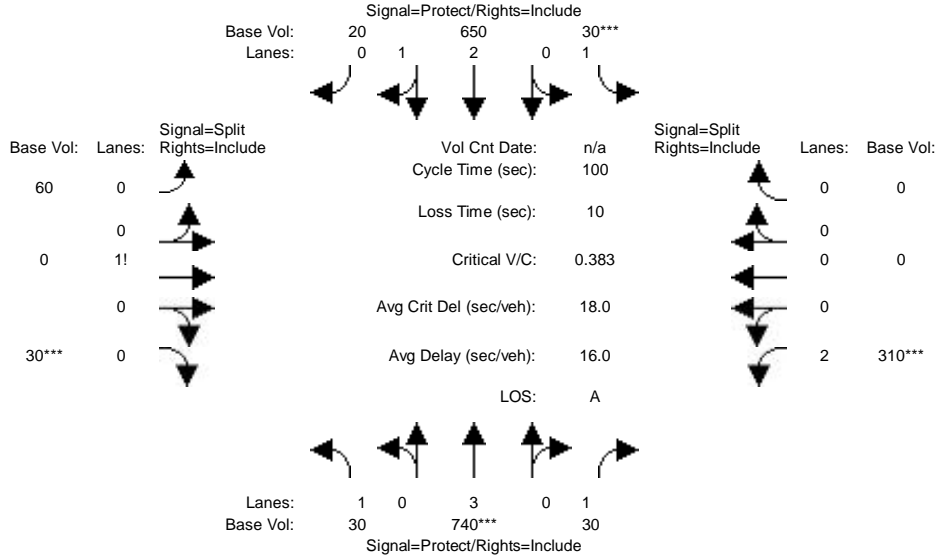 Signal=Protect/Rights=Include
Base Vol: 20 650 30***
Lanes: 0 1 2 0 1
Signal=Split
Rights=Include
Base Vol: Lanes:
Vol Cnt Date: n/a
Signal=Split
Rights=Include
Lanes: Base Vol:
Cycle Time (sec): 100
60 0
0 0
Loss Time (sec): 10
0
0
0 1!
Critical V/C: 0.383
0 0
0
Avg Crit Del (sec/veh): 18.0
0
30*** 0
Avg Delay (sec/veh): 16.0
2 310***
LOS: A
Lanes: 1 0 3 0 1
Base Vol: 30 740*** 30
Signal=Protect/Rights=Include